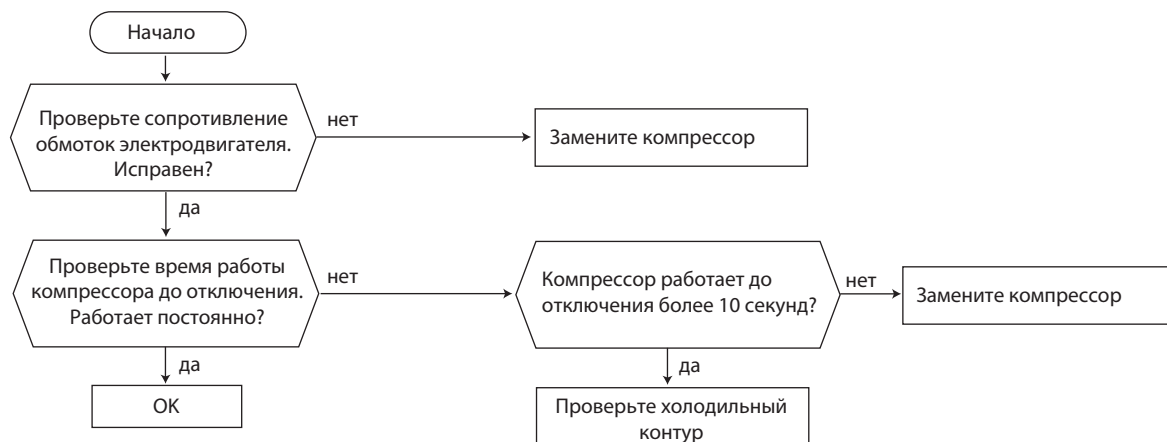 Начало
Проверьте сопротивление
обмоток электродвигателя.
Исправен?
нет
Замените компрессор
да
Проверьте время работы
компрессора до отключения.
Работает постоянно?
нет
Компрессор работает до
отключения более 10 секунд?
нет
Замените компрессор
да
OK
да
Проверьте холодильный
контур